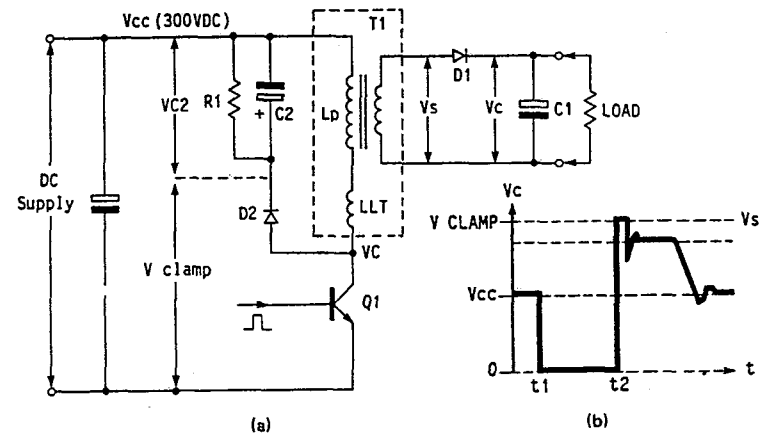 Vcc (300VDC)
T1
VC2
R1
+ C2
Lp
Vs
D1
Vc
C1
LOAD
DC
Supply
D2
LLT
VC
V clamp
Q1
Vc
V CLAMP
Vs
Vcc
0
t1
t2
t
(a)
(b)